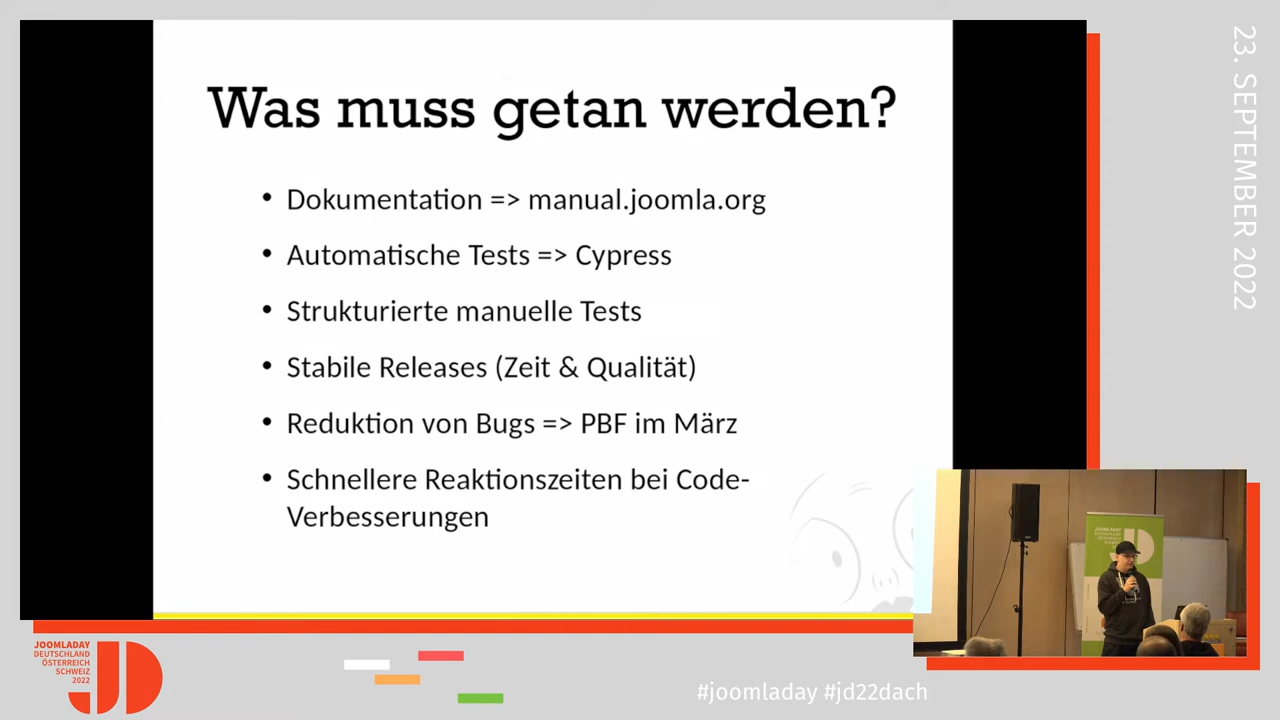 Was muss getan werden?
• Dokumentation => manual.joomla.org
• Automatische Tests => Cypress
• Strukturierte manuelle Tests
• Stabile Releases (Zeit & Qualität)
• Reduktion von Bugs => PBF im März
• Schnellere Reaktionszeiten bei Code-
Verbesserungen
23. SEPTEMBER 2022
JOOMLADAY
DEUTSCHLAND
ÖSTERREICH
SCHWEIZ
2022
JD
#joomladay #jd22dach